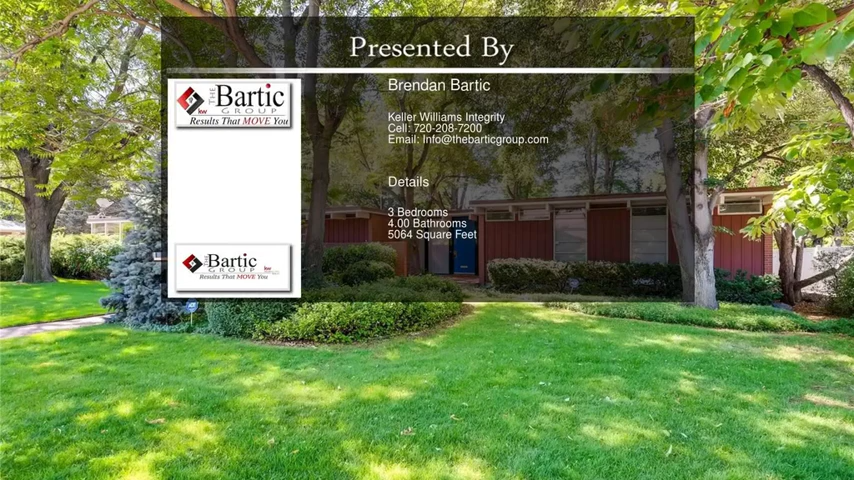 Presented By
THE Bartic
GROUP
kw
Results That MOVE You
Brendan Bartic
Keller Williams Integrity
Cell: 720-208-7200
Email: Info@thebarticgroup.com
Details
3 Bedrooms
4.00 Bathrooms
5064 Square Feet
THE Bartic
GROUP kw
Results That MOVE You